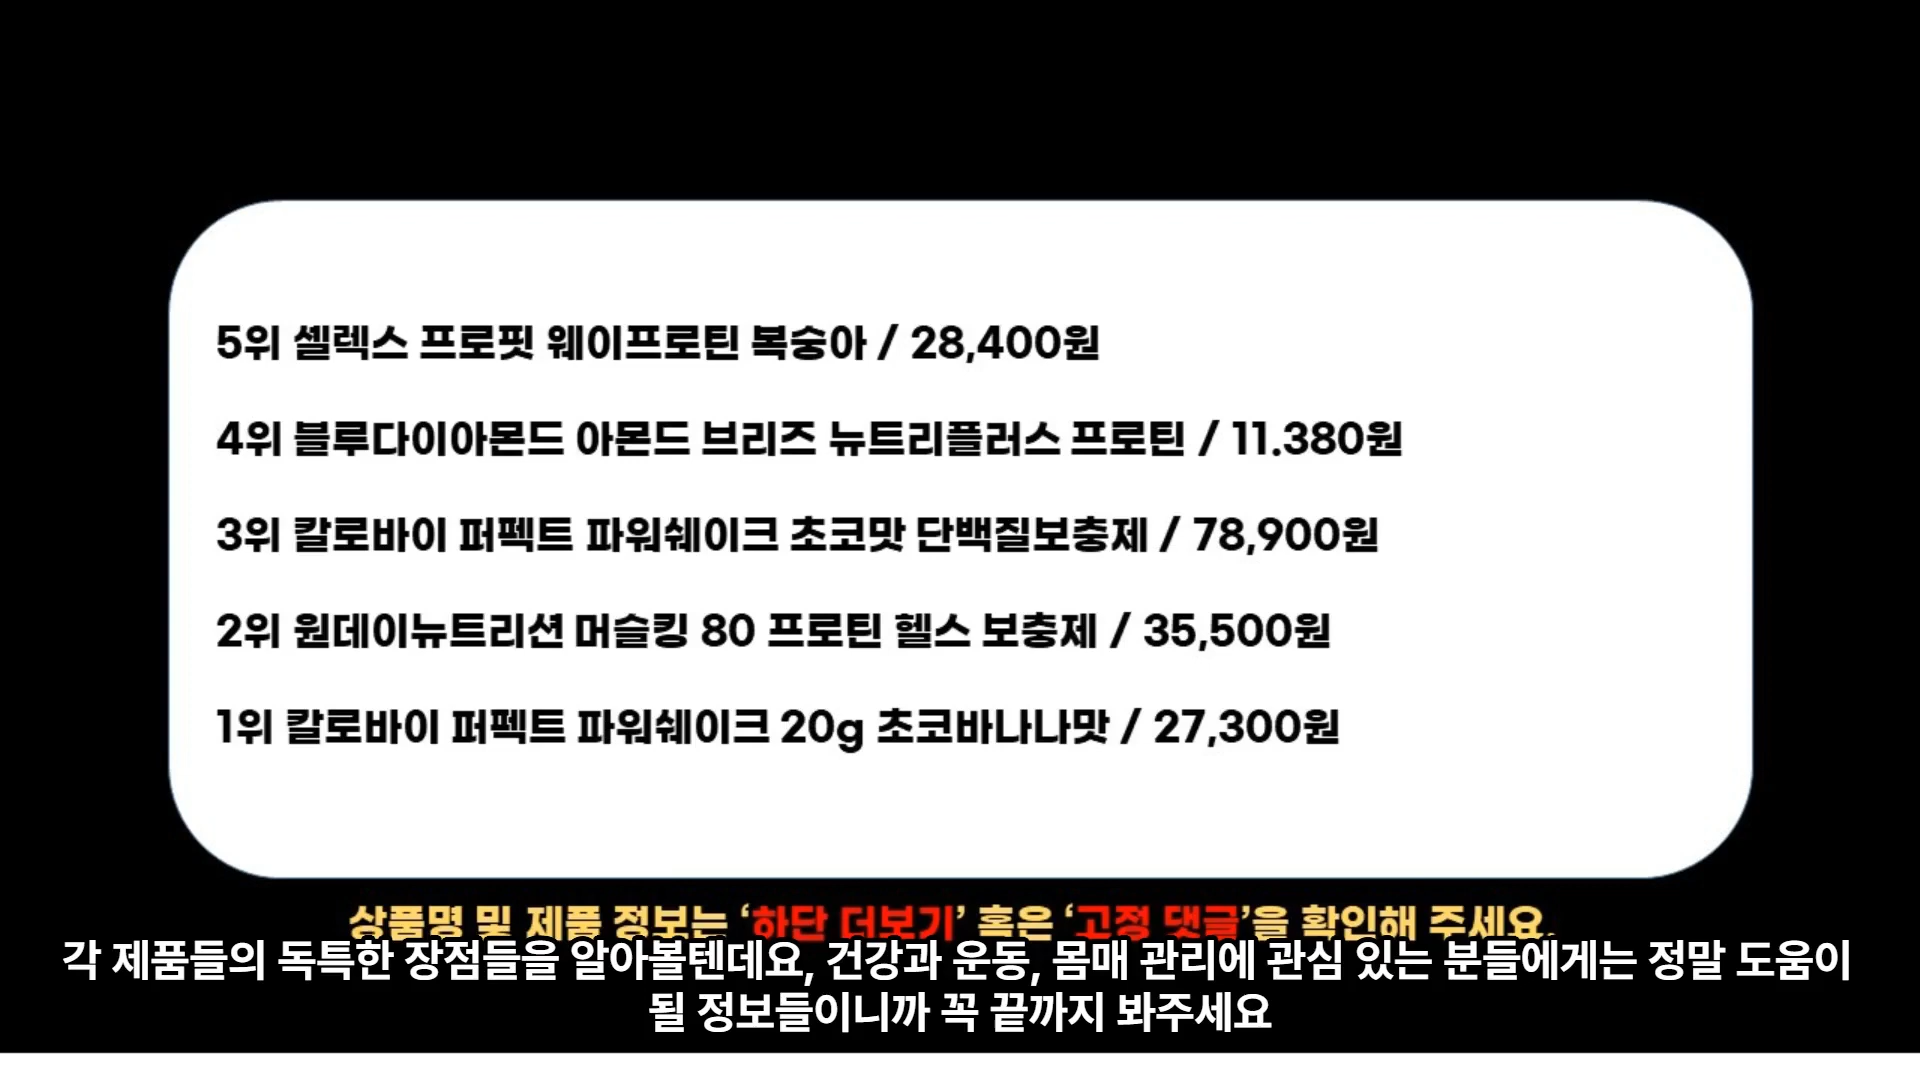 5위 셀렉스 프로핏 웨이프로틴 복숭아 / 28,400원
4위 블루다이아몬드 아몬드 브리즈 뉴트리플러스 프로틴 / 11.380원
3위 칼로바이 퍼펙트 파워쉐이크 초코맛 단백질보충제 / 78,900원
2위 원데이뉴트리션 머슬킹 80 프로틴 헬스 보충제 / 35,500원
1위 칼로바이 퍼펙트 파워쉐이크 20g 초코바나나맛 / 27,300원
상품명 및 제품 정보는 ‘하단 더보기’ 혹은 ‘고정 댓글’을 확인해 주세요.
각 제품들의 독특한 장점들을 알아볼텐데요, 건강과 운동, 몸매 관리에 관심 있는 분들에게는 정말 도움이
될 정보들이니까 꼭 끝까지 봐주세요